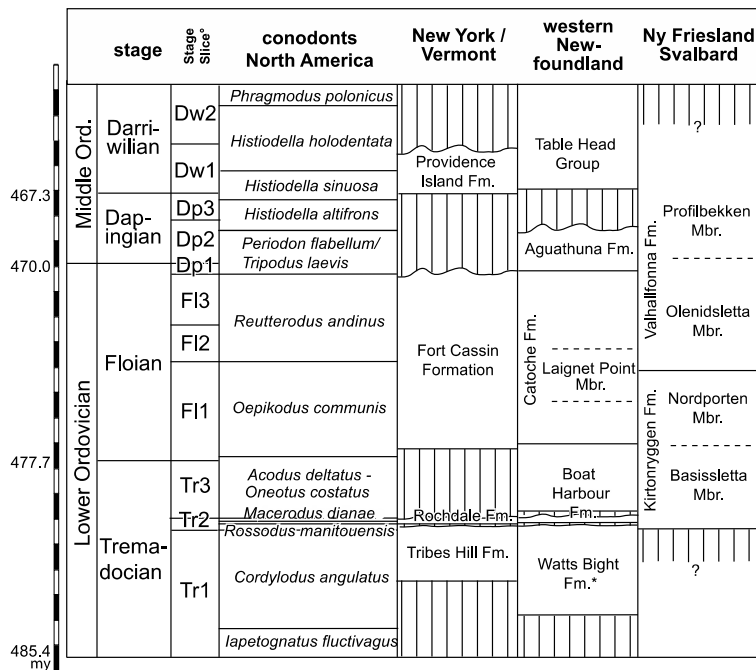 stage
Stage
Slice°
conodonts
North America
New York /
Vermont
western
New-
foundland
Ny Friesland
Svalbard
467.3
470.0
477.7
485.4
my
Middle Ord.
Lower Ordovician
Darri-
wilian
Dap-
ingian
Floian
Trema-
docian
Dw2
Dw1
Dp3
Dp2
Dp1
Fl3
Fl2
Fl1
Tr3
Tr2
Tr1
Phragmodus polonicus
Histiodella holodentata
Histiodella sinuosa
Histiodella altifrons
Periodon flabellum/
Tripodus laevis
Reutterodus andinus
Oepikodus communis
Acodus deltatus -
Oneotus costatus
Macerodus dianae
Rossodus manitouensis
Cordylodus angulatus
Iapetognatus fluctivagus
Providence
Island Fm.
Fort Cassin
Formation
Rochdale Fm.
Tribes Hill Fm.
Table Head
Group
Aguathuna Fm.
Catoche Fm.
Laignet Point
Mbr.
Boat
Harbour
Fm.
Watts Bight
Fm.*
?
Valhallfonna Fm.
Profilbekken
Mbr.
Olenidsletta
Mbr.
Kirtonryggen Fm.
Nordporten
Mbr.
Basissletta
Mbr.
?